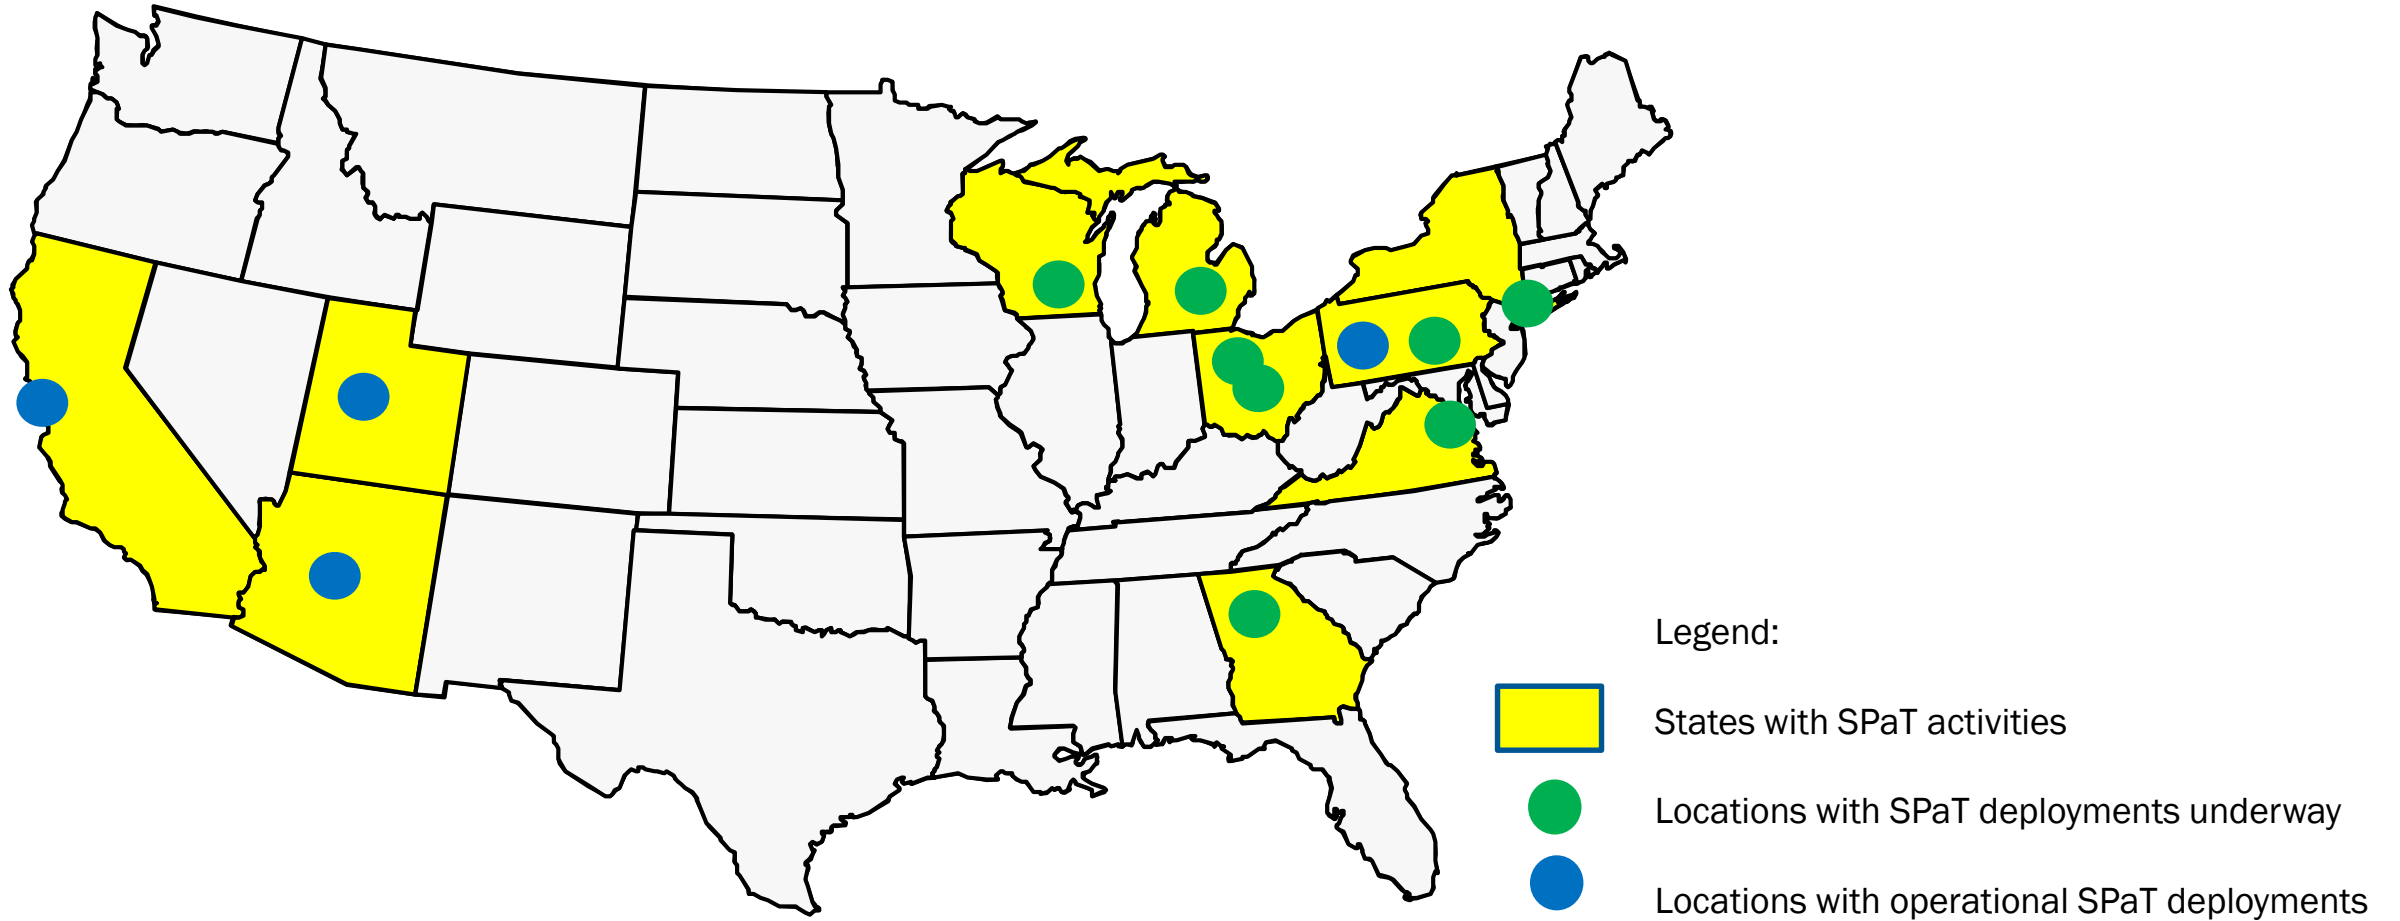 Legend:
States with SPaT activities
Locations with SPaT deployments underway
Locations with operational SPaT deployments